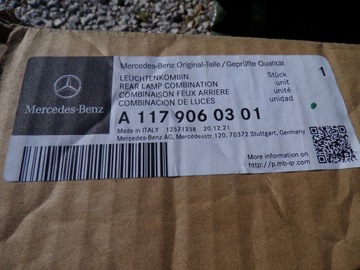 Mercedes-Benz Original-Teile/Geprüfte Qualität
LEUCHTENKOMBIN.
REAR LAMP COMBINATION
COMBINAISON FEUX ARRIERE
COMBINACION DE LUCES
Stück
unit
unité
unidad
1
Mercedes-Benz
A 117 906 03 01
Made in ITALY 12571238 20.12.21
Mercedes-Benz AG, Mercedesstr.120, 70372 Stuttgart, Germany
More information on
http://p.mb-qr.com